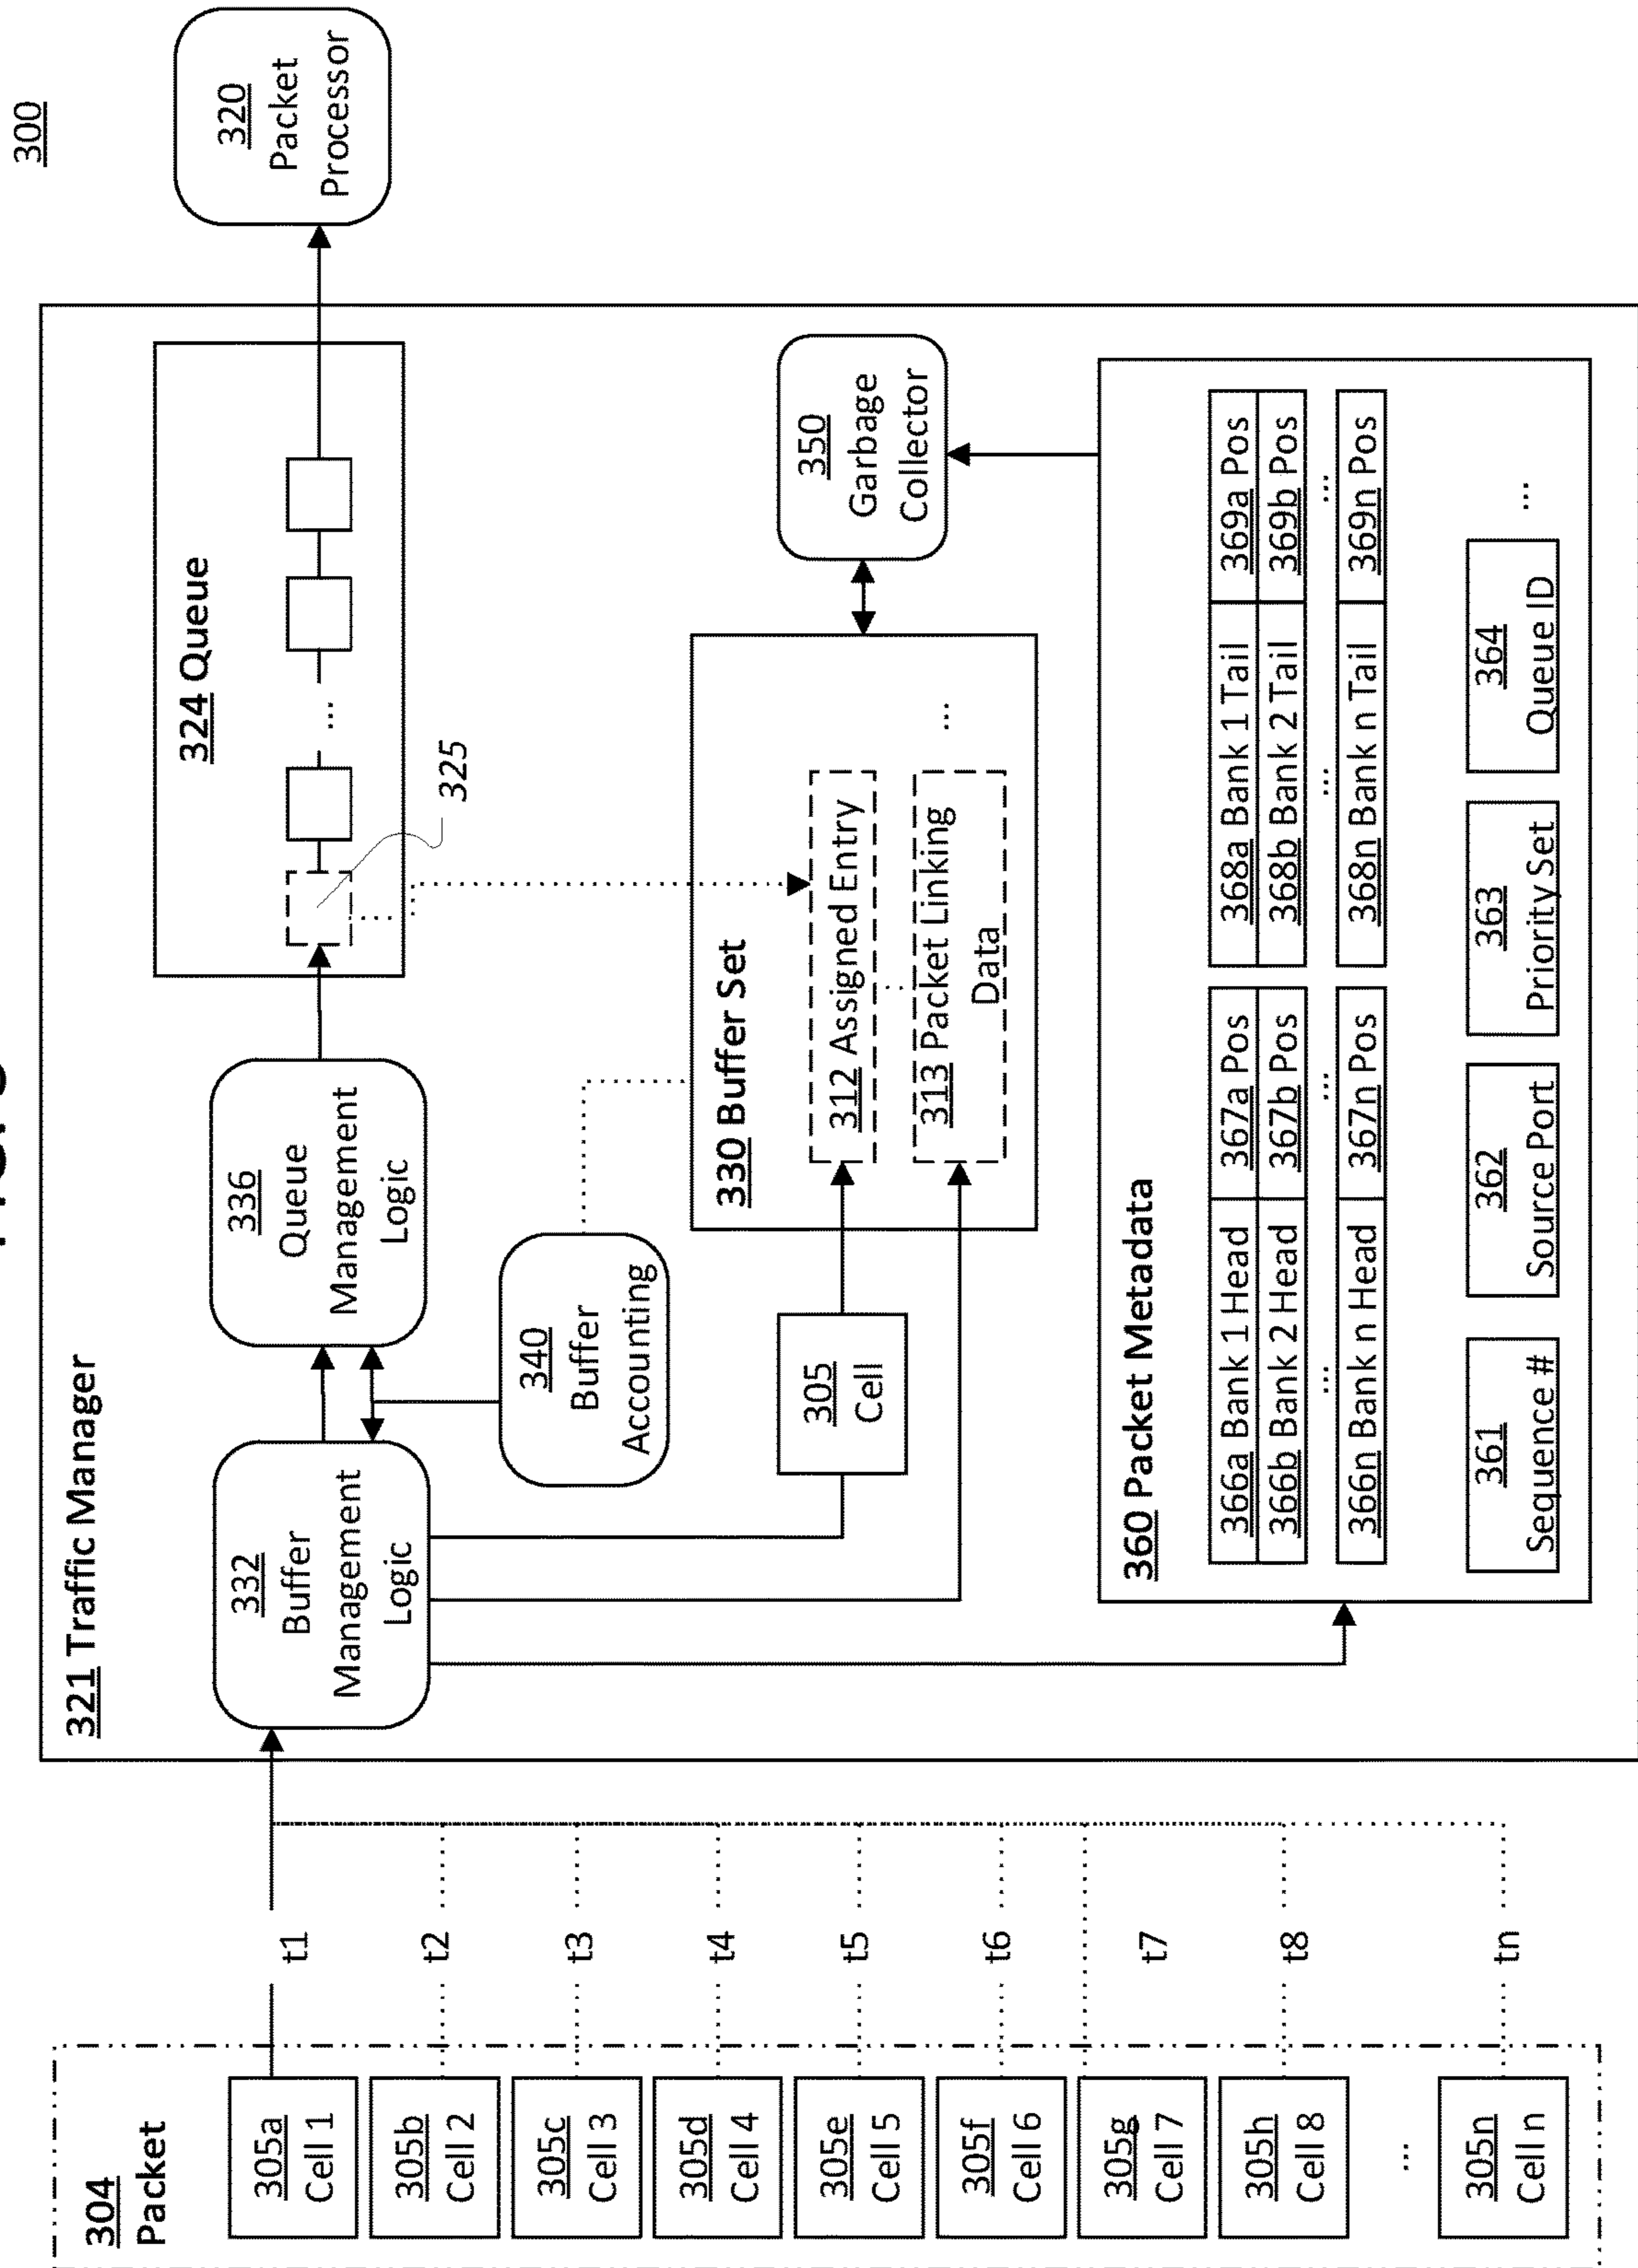 300
304
Packet
305a
Cell 1
305b
Cell 2
305c
Cell 3
305d
Cell 4
305e
Cell 5
305f
Cell 6
305g
Cell 7
305h
Cell 8
...
305n
Cell n
t1
t2
t3
t4
t5
t6
t7
t8
tn
321 Traffic Manager
332
Buffer
Management
Logic
336
Queue
Management
Logic
324 Queue
...
325
320
Packet
Processor
340
Buffer
Accounting
305
Cell
330 Buffer Set
312 Assigned Entry
313 Packet Linking
Data
...
350
Garbage
Collector
360 Packet Metadata
366a Bank 1 Head 367a Pos 368a Bank 1 Tail 369a Pos
366b Bank 2 Head 367b Pos 368b Bank 2 Tail 369b Pos
... ... ... ...
366n Bank n Head 367n Pos 368n Bank n Tail 369n Pos
361
Sequence #
362
Source Port
363
Priority Set
364
Queue ID
...